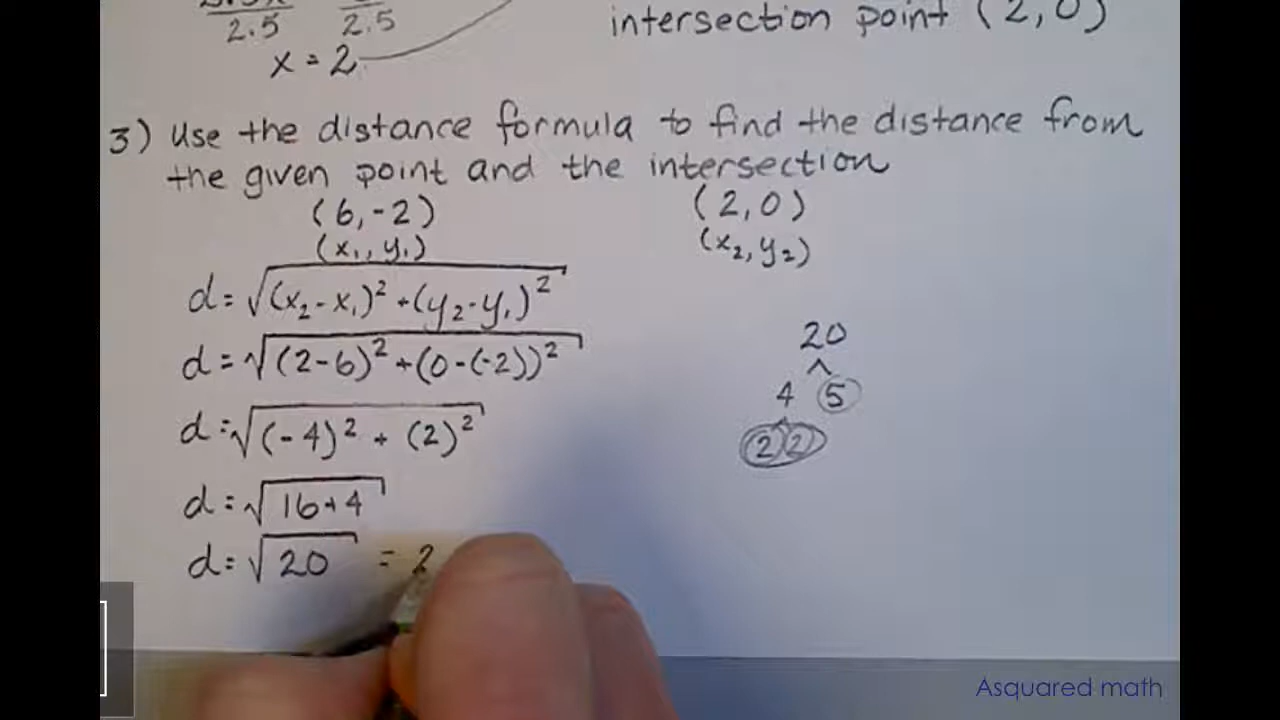 2.5 2.5
intersection point (2,0)
x = 2
3) Use the distance formula to find the distance from
the given point and the intersection
(6,-2) (2,0)
(x₁, y₁) (x₂, y₂)
d = √(x₂-x₁)² + (y₂-y₁)²
d = √(2-6)² + (0-(-2))²
d = √(-4)² + (2)²
d = √16+4
d = √20 = 2
20
4 5
2 2
Asquared math